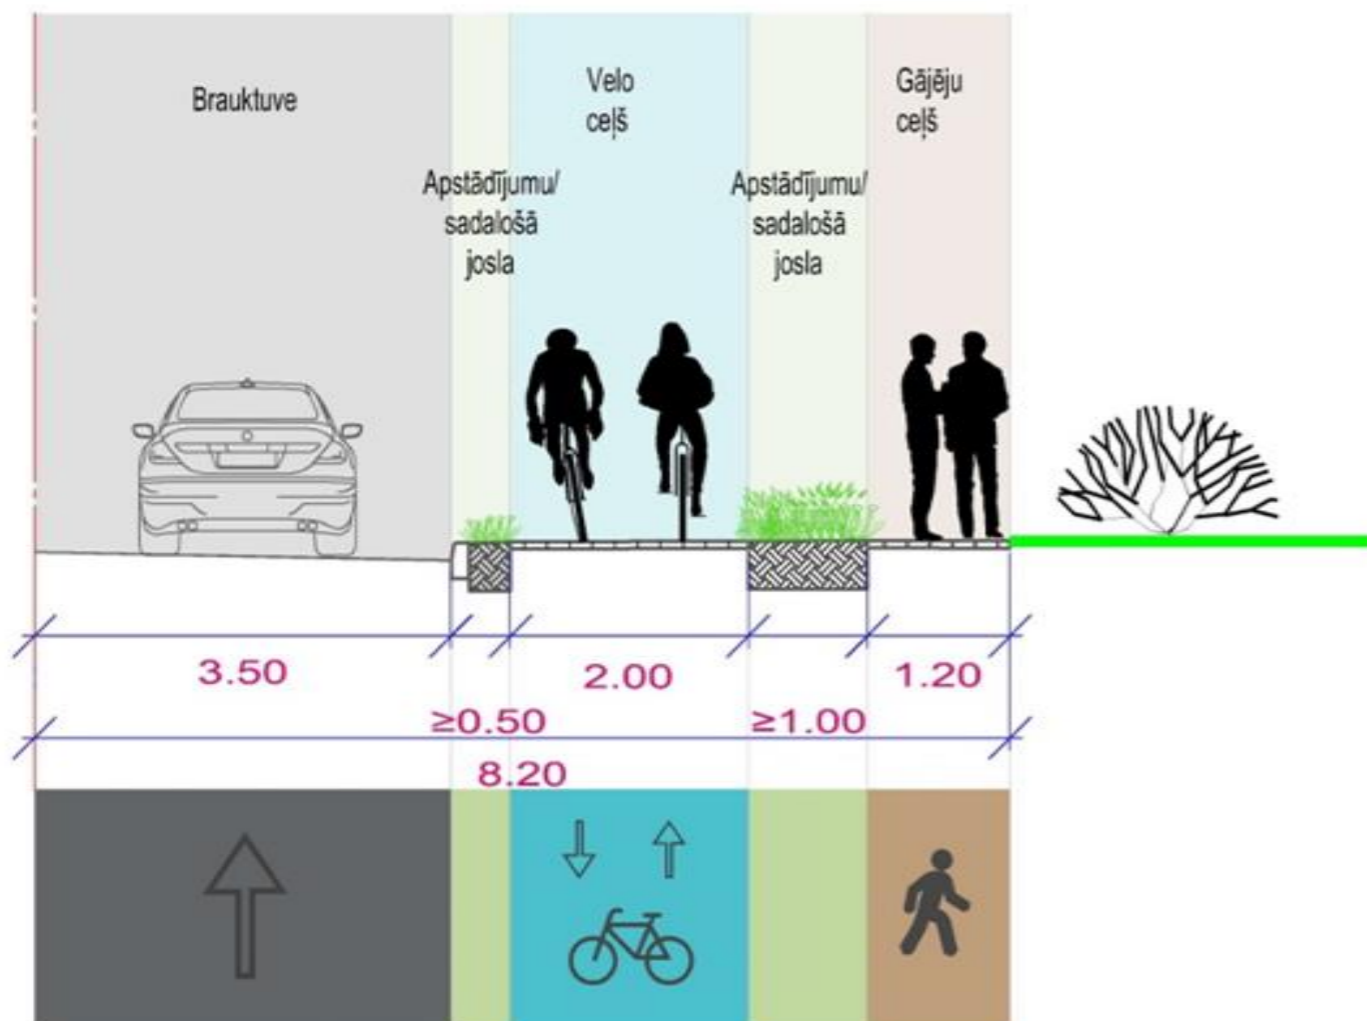 Brauktuve
Apstādījumu/
sadalošā
josla
Velo
ceļš
Apstādījumu/
sadalošā
josla
Gājēju
ceļš
3.50
≥0.50
2.00
≥1.00
1.20
8.20